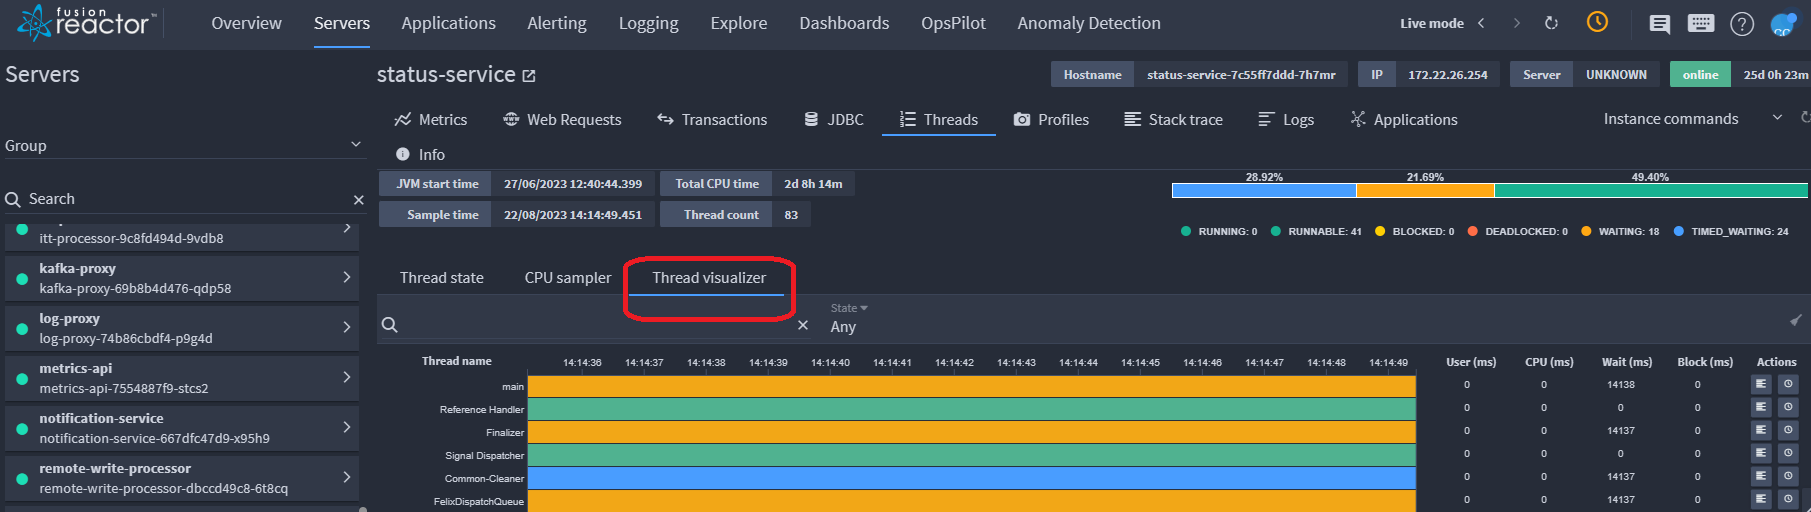 fusion
reactor™
Overview Servers Applications Alerting Logging Explore Dashboards OpsPilot Anomaly Detection Live mode
Servers
status-service
Hostname status-service-7c55ff7ddd-7h7mr IP 172.22.26.254 Server UNKNOWN online 25d 0h 23m
Metrics Web Requests Transactions JDBC Threads Profiles Stack trace Logs Applications Instance commands
Info
Group
Search
itt-processor-9c8fd494d-9vdb8
kafka-proxy
kafka-proxy-69b8b4d476-qdp58
log-proxy
log-proxy-74b86cbdf4-p9g4d
metrics-api
metrics-api-7554887f9-stcs2
notification-service
notification-service-667dfc47d9-x95h9
remote-write-processor
remote-write-processor-dbccd49c8-6t8cq
JVM start time 27/06/2023 12:40:44.399 Total CPU time 2d 8h 14m
Sample time 22/08/2023 14:14:49.451 Thread count 83
28.92% 21.69% 49.40%
RUNNING: 0 RUNNABLE: 41 BLOCKED: 0 DEADLOCKED: 0 WAITING: 18 TIMED_WAITING: 24
Thread state CPU sampler Thread visualizer
State
Any
Thread name 14:14:36 14:14:37 14:14:38 14:14:39 14:14:40 14:14:41 14:14:42 14:14:43 14:14:44 14:14:45 14:14:46 14:14:47 14:14:48 14:14:49 User (ms) CPU (ms) Wait (ms) Block (ms) Actions
main 0 0 14138 0
Reference Handler 0 0 0 0
Finalizer 0 0 14137 0
Signal Dispatcher 0 0 0 0
Common-Cleaner 0 0 14137 0
FelixDispatchQueue 0 0 14137 0